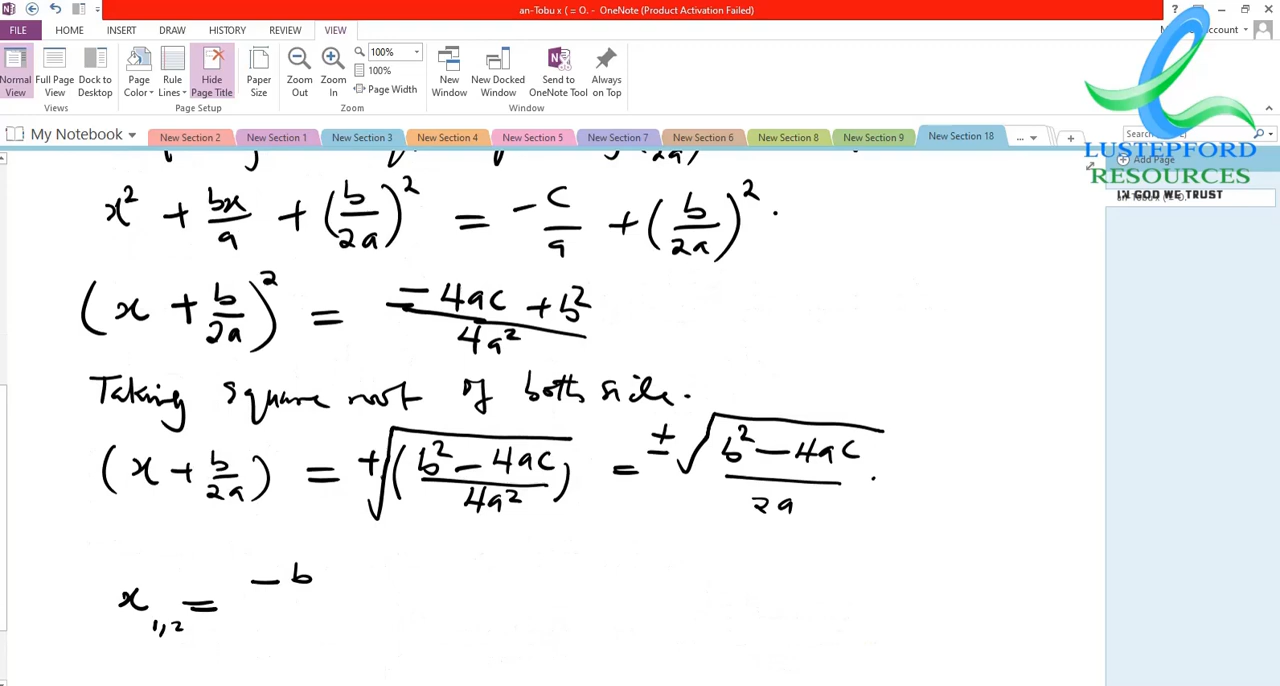 an-Tobu x ( = O. - OneNote (Product Activation Failed)
FILE HOME INSERT DRAW HISTORY REVIEW VIEW
Normal View Full Page View Dock to Desktop Page Color Rule Lines Hide Page Title Paper Size Zoom Out Zoom In 100% 100% Page Width New Window New Docked Window Send to OneNote Tool Always on Top
Views Page Setup Zoom Window
My Notebook New Section 2 New Section 1 New Section 3 New Section 4 New Section 5 New Section 7 New Section 6 New Section 8 New Section 9 New Section 18 ...
LUSTEPFORD
RESOURCES
IN GOD WE TRUST
Add Page
x² + bx/a + (b/2a)² = -c/a + (b/2a)².
(x + b/2a)² = -4ac + b²/4a²
Taking square root of both side.
(x + b/2a) = ±√(b² - 4ac/4a²) = ±√b² - 4ac/2a.
x₁,₂ = -b